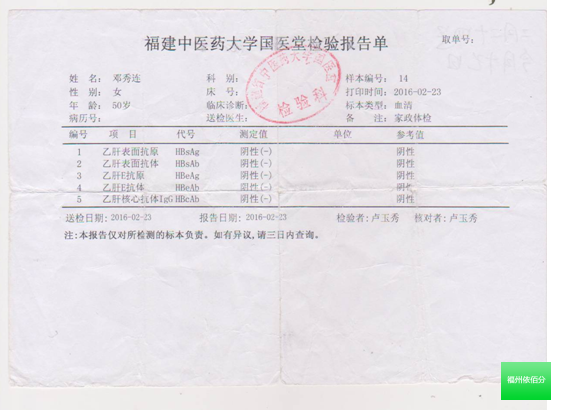 福建中医药大学国医堂检验报告单
取单号:
姓 名: 邓秀连 科 别: 样本编号: 14
性 别: 女 床 号: 打印时间: 2016-02-23
年 龄: 50岁 临床诊断: 标本类型: 血清
病历号: 送检医生: 备 注: 家政体检
编号 项 目 代号 测定值 单位 参考值
1 乙肝表面抗原 HBsAg 阴性(-) 阴性
2 乙肝表面抗体 HBsAb 阴性(-) 阴性
3 乙肝E抗原 HBeAg 阴性(-) 阴性
4 乙肝E抗体 HBeAb 阴性(-) 阴性
5 乙肝核心抗体IgG HBcAb 阴性(-) 阴性
送检日期: 2016-02-23 报告日期: 2016-02-23 检验者: 卢玉秀 核对者: 卢玉秀
注:本报告仅对所检测的标本负责。如有异议,请三日内查询。
检验科
福州依佰分